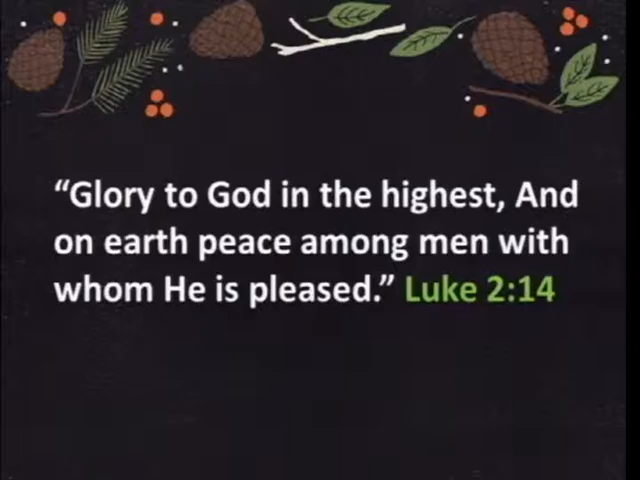 “Glory to God in the highest, And
on earth peace among men with
whom He is pleased.” Luke 2:14